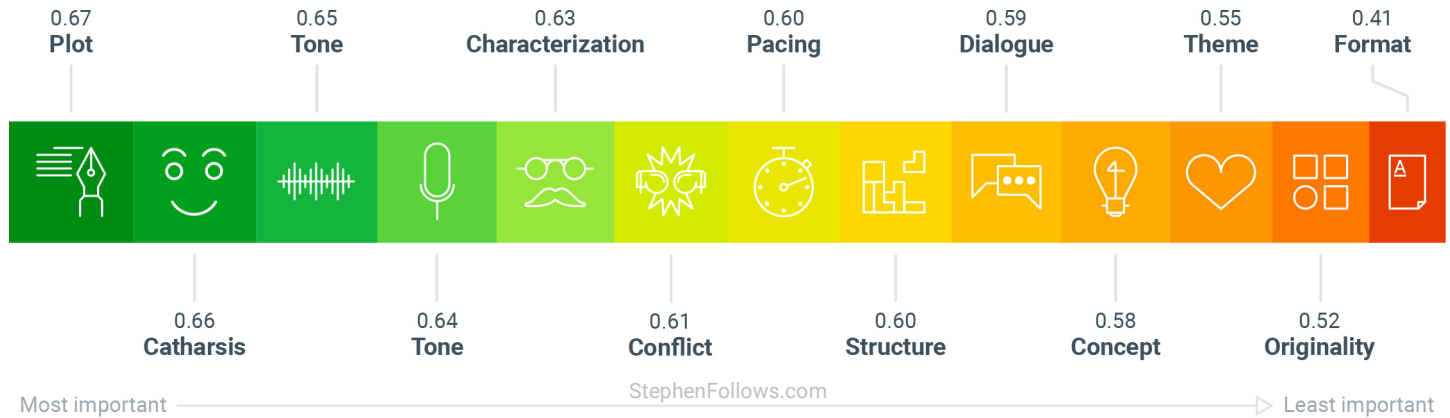 0.67 0.65 0.63 0.60 0.59 0.55 0.41
Plot Tone Characterization Pacing Dialogue Theme Format
A
0.66 0.64 0.61 0.60 0.58 0.52
Catharsis Tone Conflict Structure Concept Originality
StephenFollows.com
Most important Least important